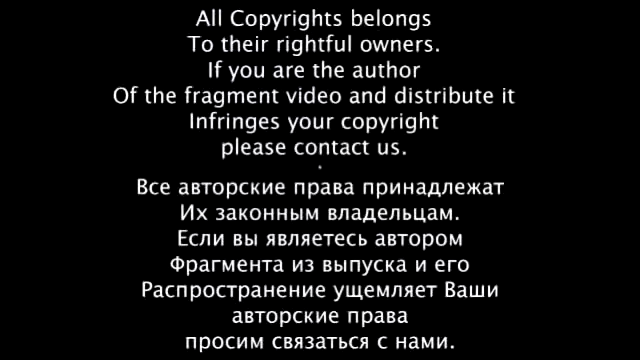 All Copyrights belongs
To their rightful owners.
If you are the author
Of the fragment video and distribute it
Infringes your copyright
please contact us.
Все авторские права принадлежат
Их законным владельцам.
Если вы являетесь автором
Фрагмента из выпуска и его
Распространение ущемляет Ваши
авторские права
просим связаться с нами.